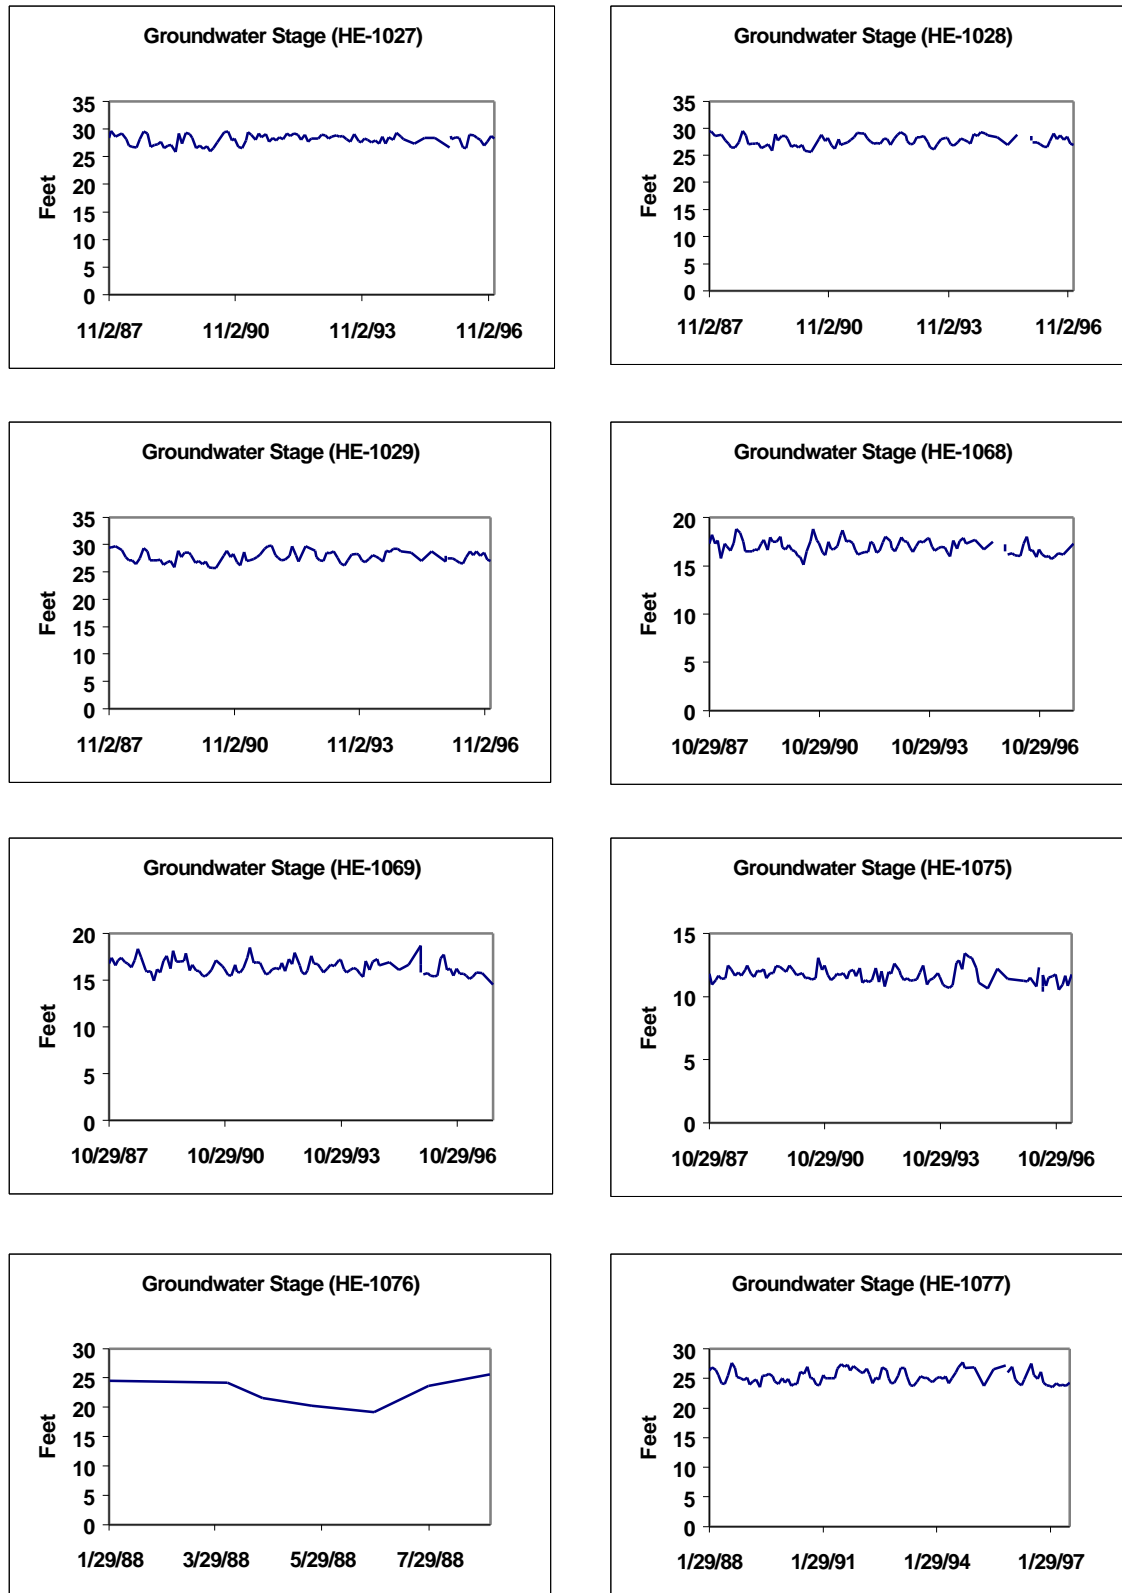 Groundwater Stage (HE-1027)
35
30
25
20
15
10
5
0
Feet
11/2/87 11/2/90 11/2/93 11/2/96
Groundwater Stage (HE-1028)
35
30
25
20
15
10
5
0
Feet
11/2/87 11/2/90 11/2/93 11/2/96
Groundwater Stage (HE-1029)
35
30
25
20
15
10
5
0
Feet
11/2/87 11/2/90 11/2/93 11/2/96
Groundwater Stage (HE-1068)
20
15
10
5
0
Feet
10/29/87 10/29/90 10/29/93 10/29/96
Groundwater Stage (HE-1069)
20
15
10
5
0
Feet
10/29/87 10/29/90 10/29/93 10/29/96
Groundwater Stage (HE-1075)
15
10
5
0
Feet
10/29/87 10/29/90 10/29/93 10/29/96
Groundwater Stage (HE-1076)
30
25
20
15
10
5
0
Feet
1/29/88 3/29/88 5/29/88 7/29/88
Groundwater Stage (HE-1077)
30
25
20
15
10
5
0
Feet
1/29/88 1/29/91 1/29/94 1/29/97